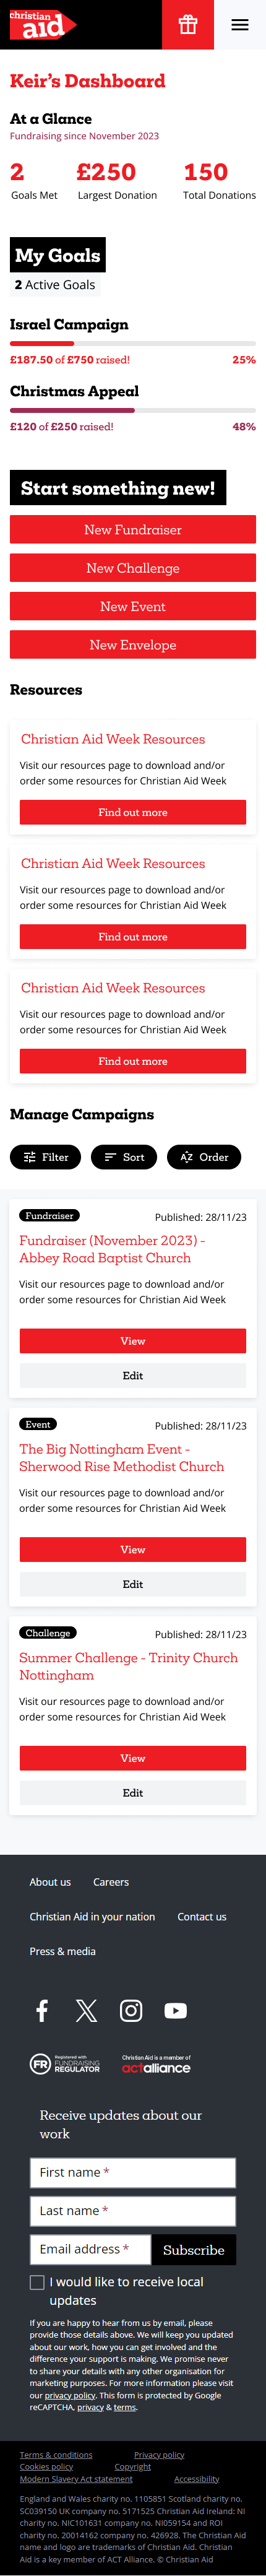 christian
aid
Keir's Dashboard
At a Glance
Fundraising since November 2023
2 £250 150
Goals Met Largest Donation Total Donations
My Goals
2 Active Goals
Israel Campaign
£187.50 of £750 raised! 25%
Christmas Appeal
£120 of £250 raised! 48%
Start something new!
New Fundraiser
New Challenge
New Event
New Envelope
Resources
Christian Aid Week Resources
Visit our resources page to download and/or
order some resources for Christian Aid Week
Find out more
Christian Aid Week Resources
Visit our resources page to download and/or
order some resources for Christian Aid Week
Find out more
Christian Aid Week Resources
Visit our resources page to download and/or
order some resources for Christian Aid Week
Find out more
Manage Campaigns
Filter Sort Order
Fundraiser Published: 28/11/23
Fundraiser (November 2023) -
Abbey Road Baptist Church
Visit our resources page to download and/or
order some resources for Christian Aid Week
View
Edit
Event Published: 28/11/23
The Big Nottingham Event -
Sherwood Rise Methodist Church
Visit our resources page to download and/or
order some resources for Christian Aid Week
View
Edit
Challenge Published: 28/11/23
Summer Challenge - Trinity Church
Nottingham
Visit our resources page to download and/or
order some resources for Christian Aid Week
View
Edit
About us Careers
Christian Aid in your nation Contact us
Press & media
FR Registered with FUNDRAISING REGULATOR
Christian Aid is a member of
actalliance
Receive updates about our
work
First name *
Last name *
Email address * Subscribe
I would like to receive local
updates
If you are happy to hear from us by email, please
provide those details above. We will keep you updated
about our work, how you can get involved and the
difference your support is making. We promise never
to share your details with any other organisation for
marketing purposes. For more information please visit
our privacy policy. This form is protected by Google
reCAPTCHA, privacy & terms.
Terms & conditions Privacy policy
Cookies policy Copyright
Modern Slavery Act statement Accessibility
England and Wales charity no. 1105851 Scotland charity no.
SC039150 UK company no. 5171525 Christian Aid Ireland: NI
charity no. NIC101631 company no. NI059154 and ROI
charity no. 20014162 company no. 426928. The Christian Aid
name and logo are trademarks of Christian Aid. Christian
Aid is a key member of ACT Alliance. © Christian Aid